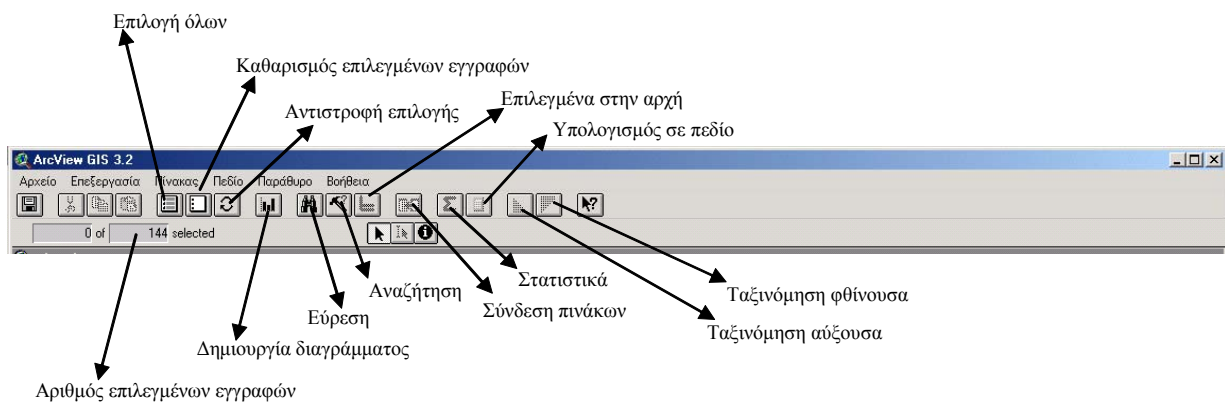 Επιλογή όλων
Καθαρισμός επιλεγμένων εγγραφών
Επιλεγμένα στην αρχή
Αντιστροφή επιλογής
Υπολογισμός σε πεδίο
ArcView GIS 3.2
Αρχείο Επεξεργασία Πίνακας Πεδίο Παράθυρο Βοήθεια
0 of 144 selected
Στατιστικά
Αναζήτηση
Ταξινόμηση φθίνουσα
Σύνδεση πινάκων
Εύρεση
Ταξινόμηση αύξουσα
Δημιουργία διαγράμματος
Αριθμός επιλεγμένων εγγραφών